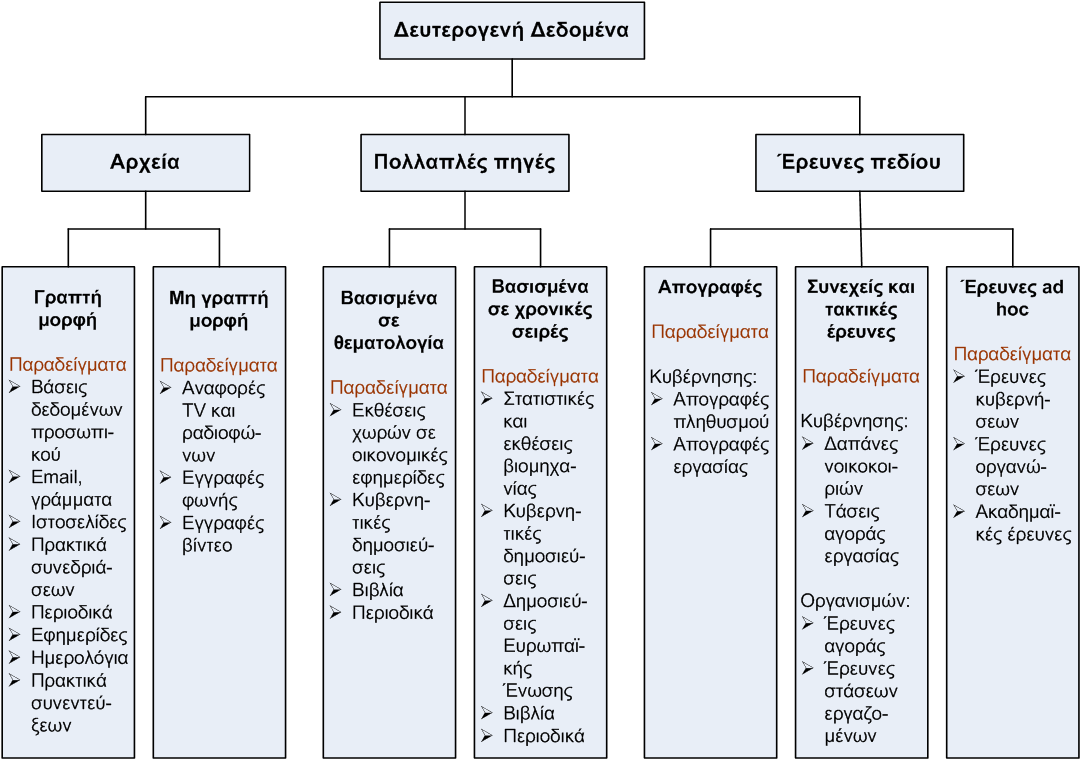 Δευτερογενή Δεδομένα
Αρχεία
Πολλαπλές πηγές
Έρευνες πεδίου
Γραπτή
μορφή
Παραδείγματα
Βάσεις
δεδομένων
προσωπι-
κού
Email,
γράμματα
Ιστοσελίδες
Πρακτικά
συνεδριά-
σεων
Περιοδικά
Εφημερίδες
Ημερολόγια
Πρακτικά
συνεντεύ-
ξεων
Μη γραπτή
μορφή
Παραδείγματα
Αναφορές
TV και
ραδιοφώ-
νων
Εγγραφές
φωνής
Εγγραφές
βίντεο
Βασισμένα
σε
θεματολογία
Παραδείγματα
Εκθέσεις
χωρών σε
οικονομικές
εφημερίδες
Κυβερνη-
τικές
δημοσιεύ-
σεις
Βιβλία
Περιοδικά
Βασισμένα
σε χρονικές
σειρές
Παραδείγματα
Στατιστικές
και
εκθέσεις
βιομηχα-
νίας
Κυβερνη-
τικές
δημοσιεύ-
σεις
Δημοσιεύ-
σεις
Ευρωπαϊ-
κής
Ένωσης
Βιβλία
Περιοδικά
Απογραφές
Παραδείγματα
Κυβέρνησης:
Απογραφές
πληθυσμού
Απογραφές
εργασίας
Συνεχείς και
τακτικές
έρευνες
Παραδείγματα
Κυβέρνησης:
Δαπάνες
νοικοκοι-
ριών
Τάσεις
αγοράς
εργασίας
Οργανισμών:
Έρευνες
αγοράς
Έρευνες
στάσεων
εργαζο-
μένων
Έρευνες ad
hoc
Παραδείγματα
Έρευνες
κυβερνή-
σεων
Έρευνες
οργανώ-
σεων
Ακαδημαϊ-
κές έρευνες